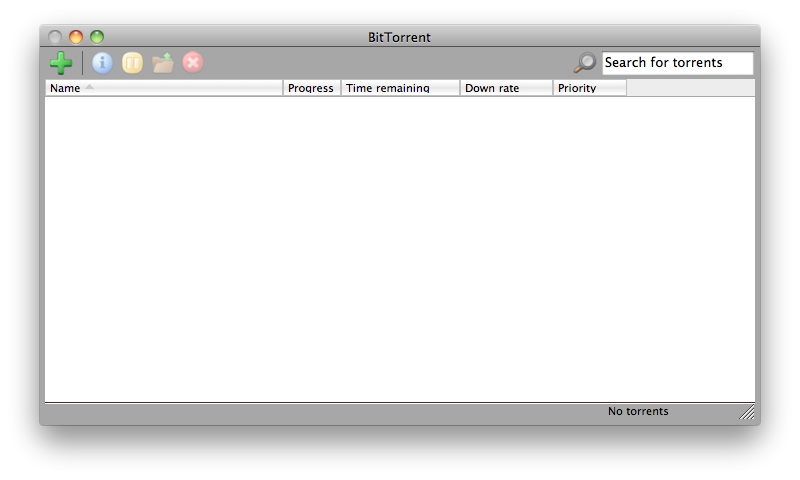 BitTorrent
Search for torrents
Name Progress Time remaining Down rate Priority
No torrents